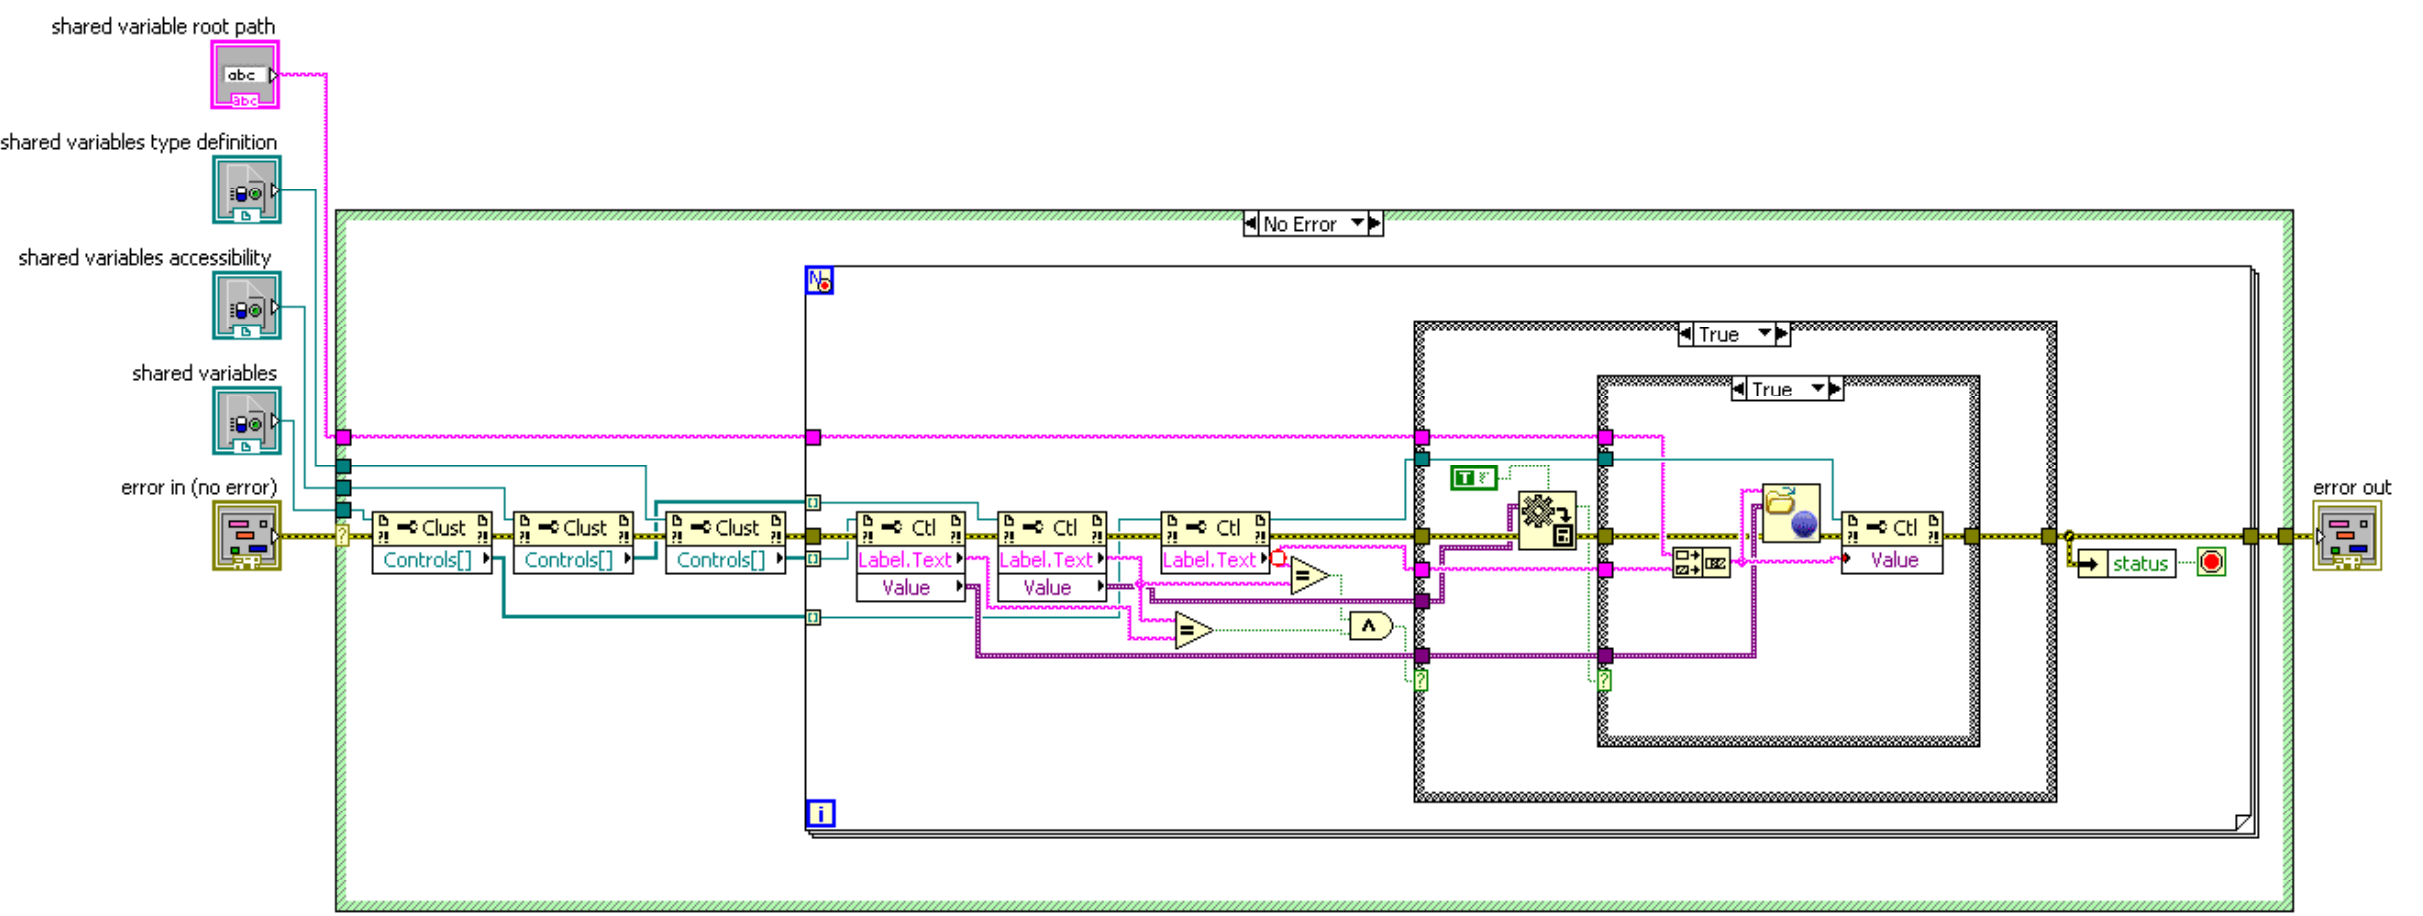 shared variable root path
abc
abc
shared variables type definition
shared variables accessibility
shared variables
error in (no error)
No Error
N
True
True
T
error out
Clust
Controls[]
Clust
Controls[]
Clust
Controls[]
Ctl
Label.Text
Value
Ctl
Label.Text
Value
Ctl
Label.Text
=
=
∧
?
?
?
Ctl
Value
status
i